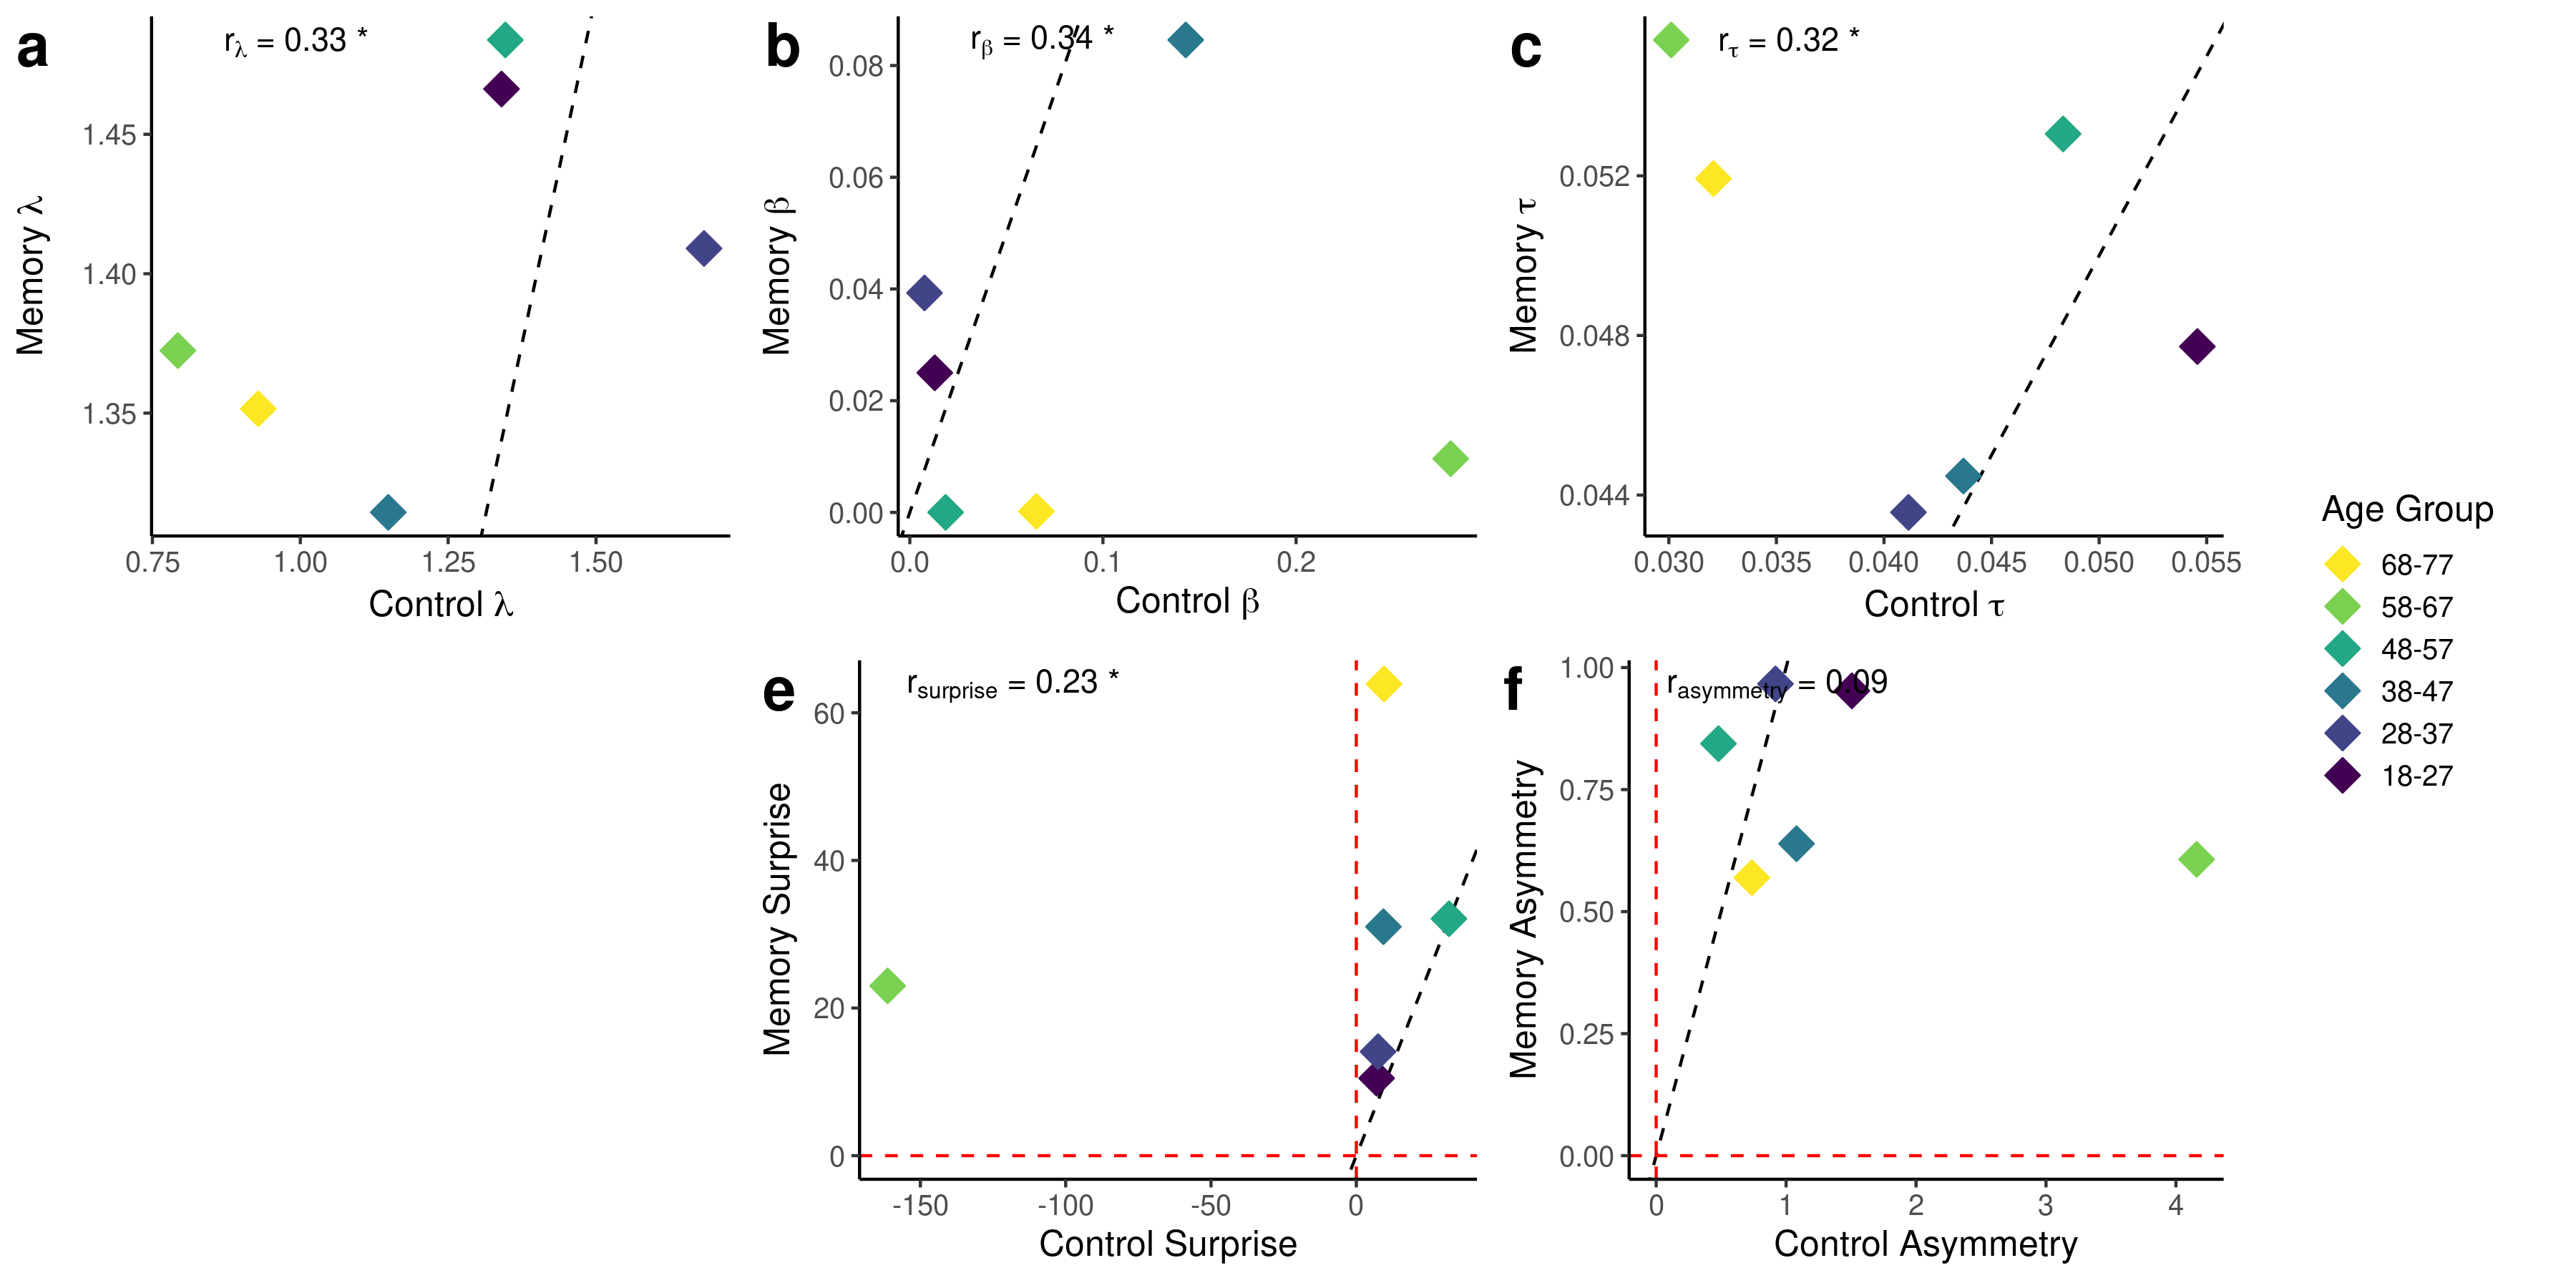 a
r_λ = 0.33 *
Memory λ
1.45
1.40
1.35
0.75 1.00 1.25 1.50
Control λ
b
r_β = 0.34 *
Memory β
0.08
0.06
0.04
0.02
0.00
0.0 0.1 0.2
Control β
c
r_τ = 0.32 *
Memory τ
0.052
0.048
0.044
0.030 0.035 0.040 0.045 0.050 0.055
Control τ
e
r_surprise = 0.23 *
Memory Surprise
60
40
20
0
-150 -100 -50 0
Control Surprise
f
r_asymmetry = 0.09
Memory Asymmetry
1.00
0.75
0.50
0.25
0.00
0 1 2 3 4
Control Asymmetry
Age Group
68-77
58-67
48-57
38-47
28-37
18-27